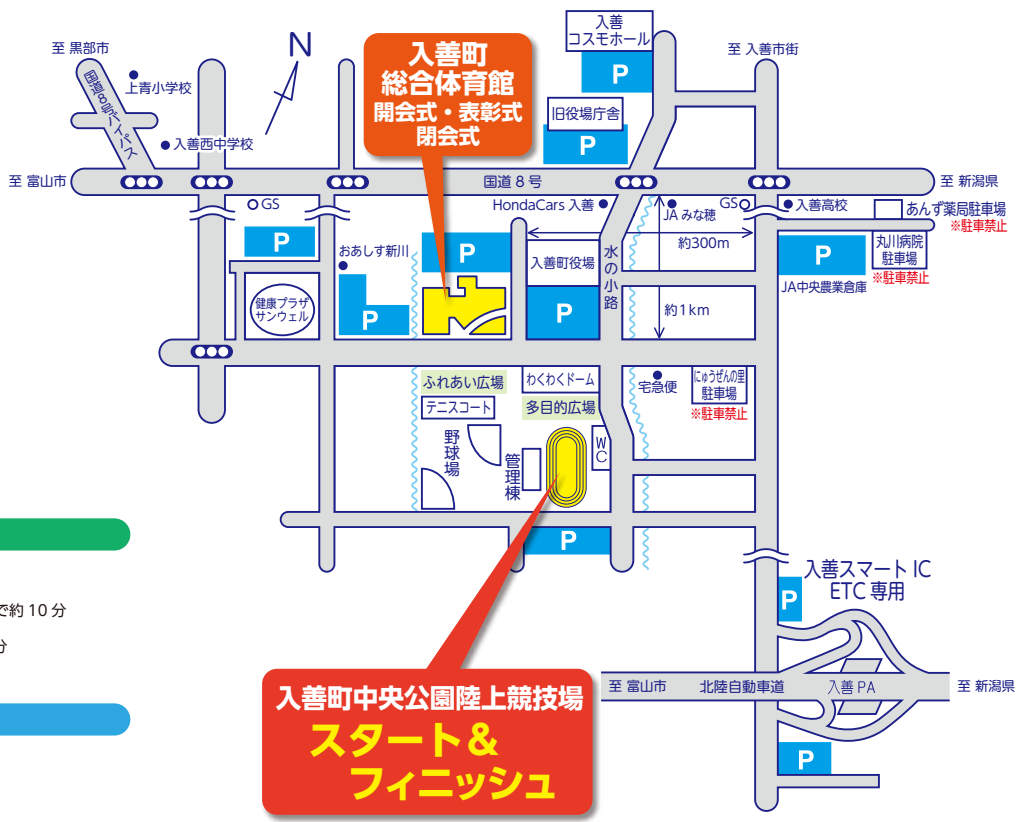 入善
コスモホール
P
至 黒部市
N
入善町
総合体育館
開会式・表彰式
閉会式
至 入善市街
国道8号バイパス
上青小学校
旧役場庁舎
P
入善西中学校
至 富山市
国道 8 号
至 新潟県
GS
HondaCars 入善
JA みな穂
GS
入善高校
あんず薬局駐車場
※駐車禁止
P
おあしす新川
P
入善町役場
水の小路
約300m
P
丸川病院
駐車場
※駐車禁止
JA中央農業倉庫
健康プラザ
サンウェル
P
P
約1km
ふれあい広場
わくわくドーム
宅急便
にゅうぜんの里
駐車場
※駐車禁止
テニスコート
多目的広場
野球場
管理棟
WC
P
入善スマート IC
ETC 専用
P
で約 10 分
分
入善町中央公園陸上競技場
スタート&
フィニッシュ
至 富山市
北陸自動車道
入善 PA
至 新潟県
P